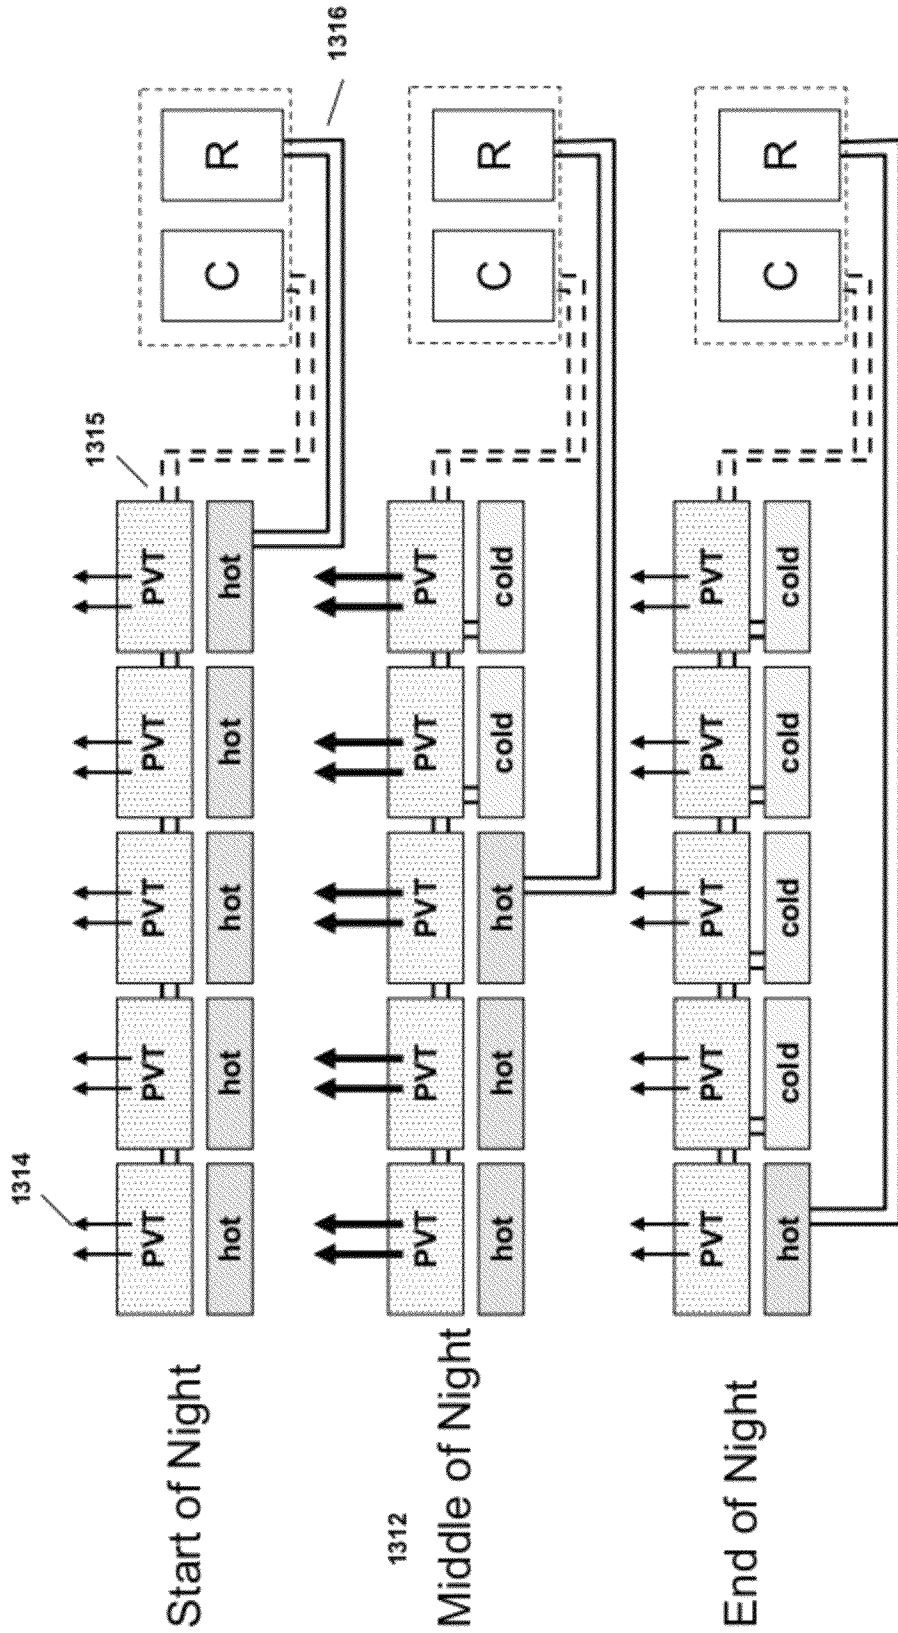 1316
1315
1314
PVT PVT PVT PVT PVT C R
hot hot hot hot hot
Start of Night
PVT PVT PVT PVT PVT C R
hot hot hot cold cold
1312
Middle of Night
PVT PVT PVT PVT PVT C R
hot cold cold cold cold
End of Night